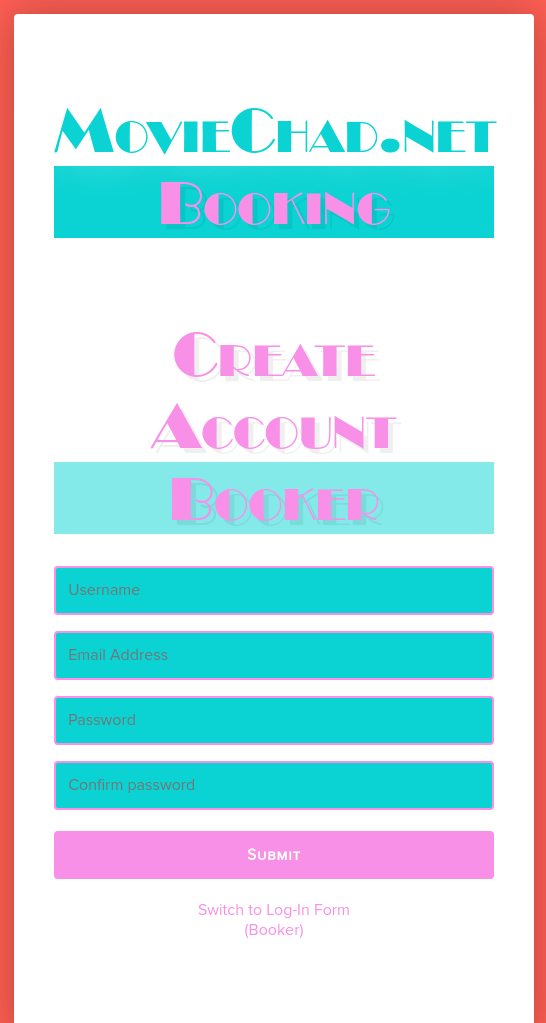 MovieChad.net
Booking
Create
Account
Booker
Username
Email Address
Password
Confirm password
Submit
Switch to Log-In Form
(Booker)